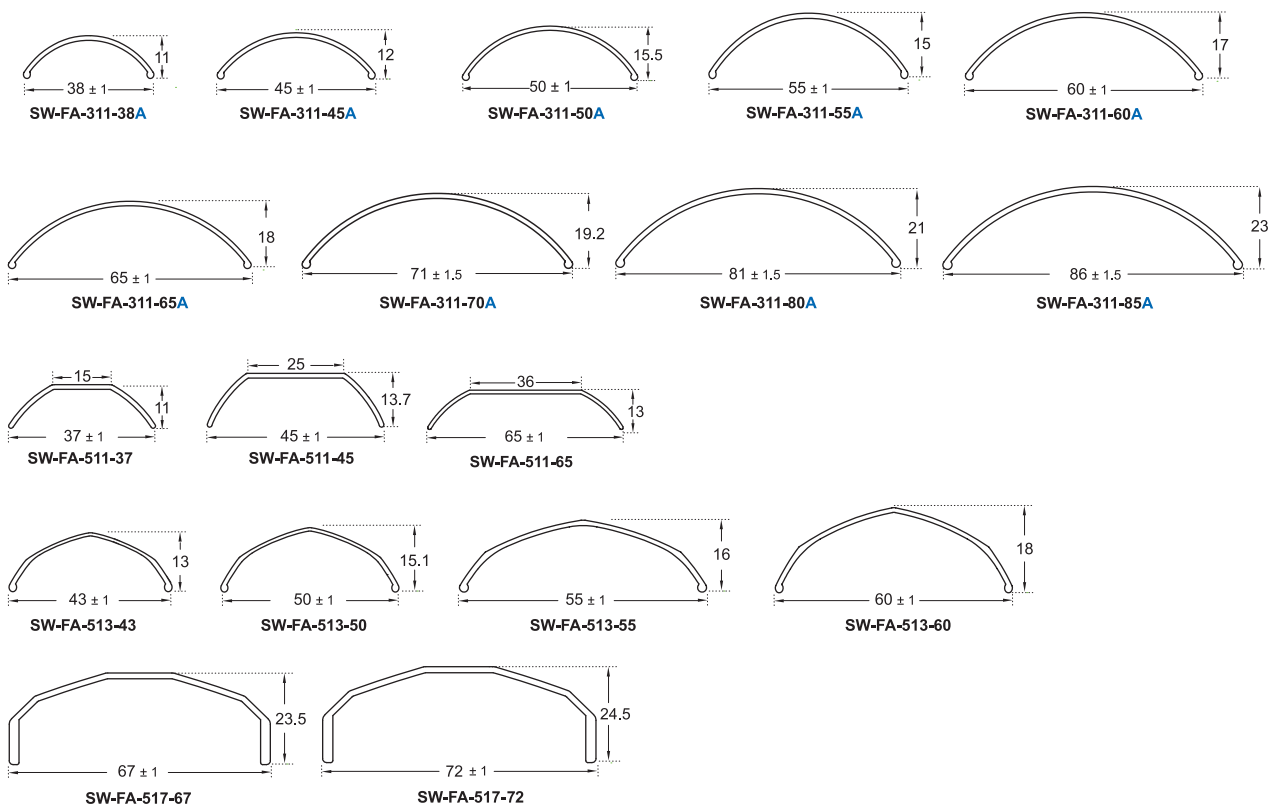 11 12 15.5 15 17
38 ± 1 45 ± 1 50 ± 1 55 ± 1 60 ± 1
SW-FA-311-38A SW-FA-311-45A SW-FA-311-50A SW-FA-311-55A SW-FA-311-60A
18 19.2 21 23
65 ± 1 71 ± 1.5 81 ± 1.5 86 ± 1.5
SW-FA-311-65A SW-FA-311-70A SW-FA-311-80A SW-FA-311-85A
15 25 36
11 13.7 13
37 ± 1 45 ± 1 65 ± 1
SW-FA-511-37 SW-FA-511-45 SW-FA-511-65
13 15.1 16 18
43 ± 1 50 ± 1 55 ± 1 60 ± 1
SW-FA-513-43 SW-FA-513-50 SW-FA-513-55 SW-FA-513-60
23.5 24.5
67 ± 1 72 ± 1
SW-FA-517-67 SW-FA-517-72